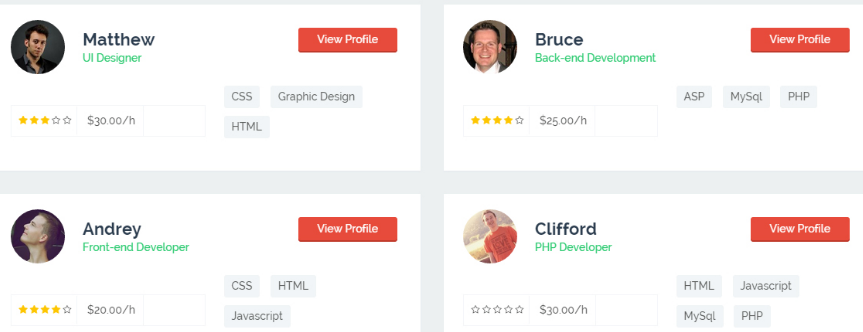 Matthew
View Profile
UI Designer
CSS
Graphic Design
$30.00/h
HTML
Bruce
View Profile
Back-end Development
ASP
MySql
PHP
$25.00/h
Andrey
View Profile
Front-end Developer
CSS
HTML
$20.00/h
Javascript
Clifford
View Profile
PHP Developer
HTML
Javascript
$30.00/h
MySql
PHP